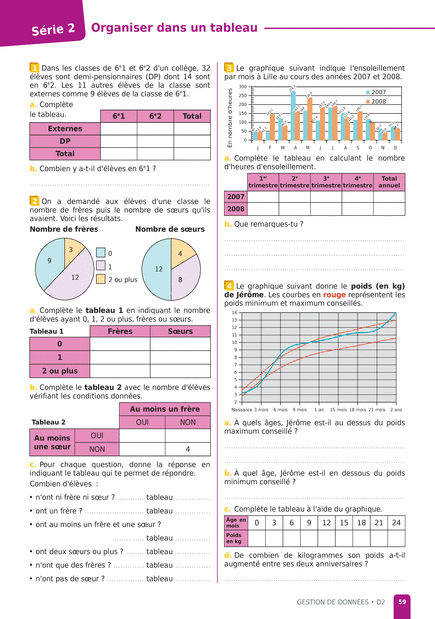 Série 2
Organiser dans un tableau
1 Dans les classes de 6e1 et 6e2 d'un collège, 32
élèves sont demi-pensionnaires (DP) dont 14 sont
en 6e2. Les 11 autres élèves de la classe sont
externes comme 9 élèves de la classe de 6e1.
a. Complète
le tableau.
6e1 6e2 Total
Externes
DP
Total
b. Combien y a-t-il d'élèves en 6e1 ?
2 On a demandé aux élèves d'une classe le
nombre de frères puis le nombre de sœurs qu'ils
avaient. Voici les résultats.
Nombre de frères Nombre de sœurs
9 3 12
0
1
2 ou plus
12 4 8
a. Complète le tableau 1 en indiquant le nombre
d'élèves ayant 0, 1, 2 ou plus, frères ou sœurs.
Tableau 1 Frères Sœurs
0
1
2 ou plus
b. Complète le tableau 2 avec le nombre d'élèves
vérifiant les conditions données.
Au moins un frère
Tableau 2 OUI NON
Au moins
une sœur
OUI
NON 4
c. Pour chaque question, donne la réponse en
indiquant le tableau qui te permet de répondre.
Combien d'élèves :
• n'ont ni frère ni sœur ? ............ tableau ...............
• ont un frère ? ............ tableau ...............
• ont au moins un frère et une sœur ?
............... tableau ...............
• ont deux sœurs ou plus ? ........ tableau ...............
• n'ont que des frères ? ............ tableau ...............
• n'ont pas de sœur ? ............... tableau ...............
3 Le graphique suivant indique l'ensoleillement
par mois à Lille au cours des années 2007 et 2008.
En nombre d'heures
300
250
200
150
100
50
0
J F M A M J J A S O N D
2007
2008
a. Complète le tableau en calculant le nombre
d'heures d'ensoleillement.
1er trimestre 2e trimestre 3e trimestre 4e trimestre Total annuel
2007
2008
b. Que remarques-tu ?
4 Le graphique suivant donne le poids (en kg)
de Jérôme. Les courbes en rouge représentent les
poids minimum et maximum conseillés.
14
13
12
11
10
9
8
7
6
5
4
3
2
Naissance 3 mois 6 mois 9 mois 1 an 15 mois 18 mois 21 mois 2 ans
a. À quels âges, Jérôme est-il au dessus du poids
maximum conseillé ?
b. À quel âge, Jérôme est-il en dessous du poids
minimum conseillé ?
c. Complète le tableau à l'aide du graphique.
Âge en mois 0 3 6 9 12 15 18 21 24
Poids en kg
d. De combien de kilogrammes son poids a-t-il
augmenté entre ses deux anniversaires ?
GESTION DE DONNÉES • D2 59